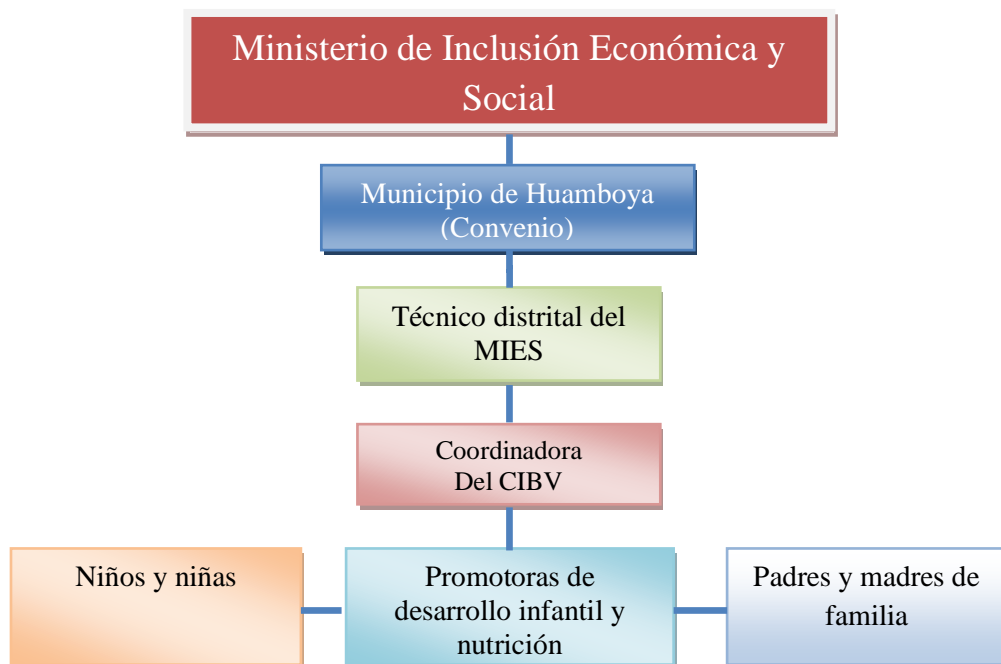 Ministerio de Inclusión Económica y
Social
Municipio de Huamboya
(Convenio)
Técnico distrital del
MIES
Coordinadora
Del CIBV
Niños y niñas
Promotoras de
desarrollo infantil y
nutrición
Padres y madres de
familia